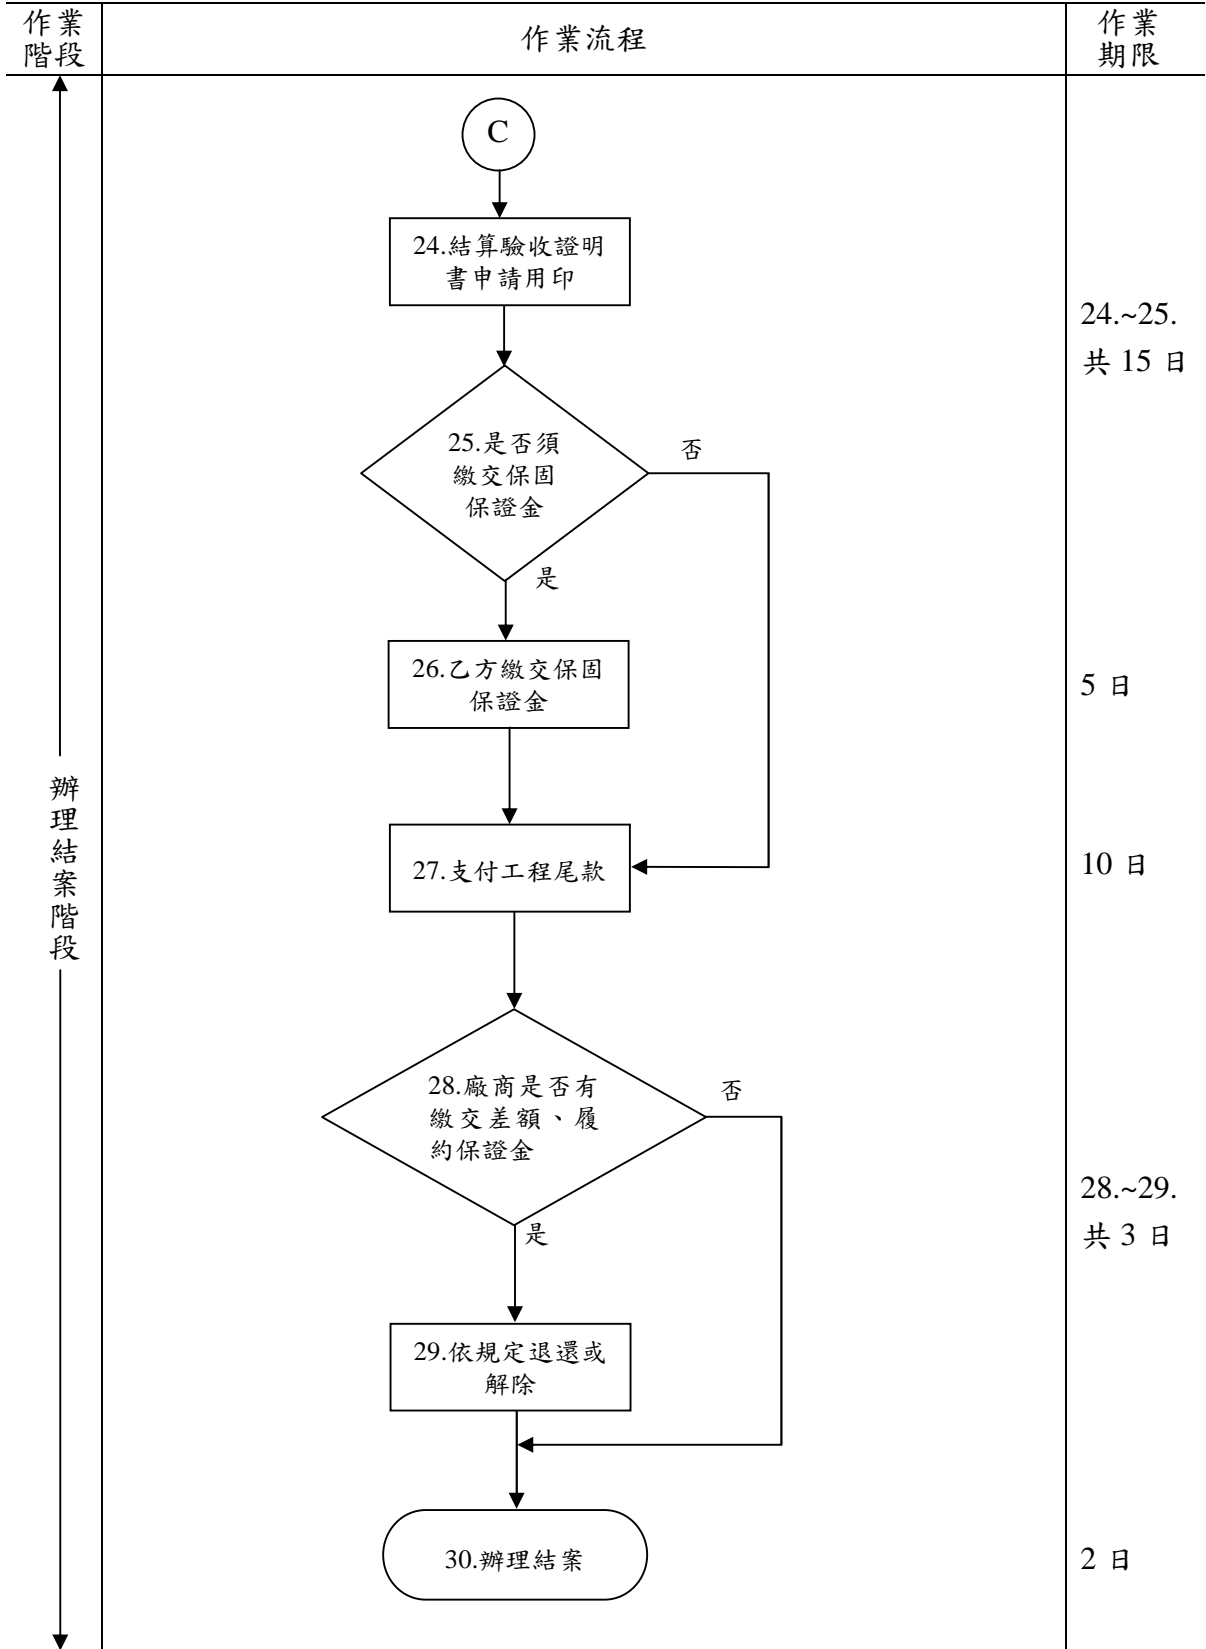 作業
階段
作業流程
作業
期限
C
24.結算驗收證明
書申請用印
24.~25.
共 15 日
25.是否須
繳交保固
保證金
否
是
26.乙方繳交保固
保證金
5 日
辦理結案階段
27.支付工程尾款
10 日
28.廠商是否有
繳交差額、履
約保證金
否
28.~29.
共 3 日
是
29.依規定退還或
解除
30.辦理結案
2 日